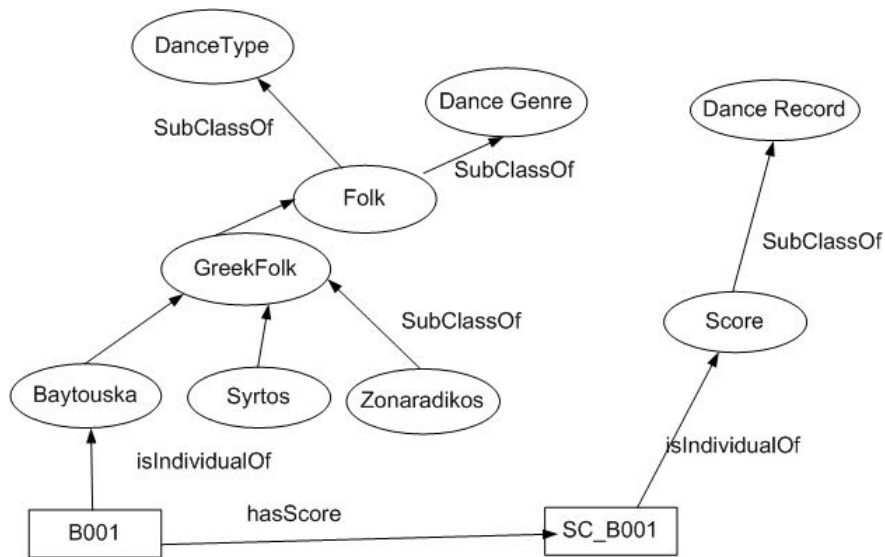 DanceType
Dance Genre
Dance Record
SubClassOf
SubClassOf
Folk
SubClassOf
GreekFolk
SubClassOf
Score
Baytouska
Syrtos
Zonaradikos
isIndividualOf
isIndividualOf
hasScore
B001
SC_B001